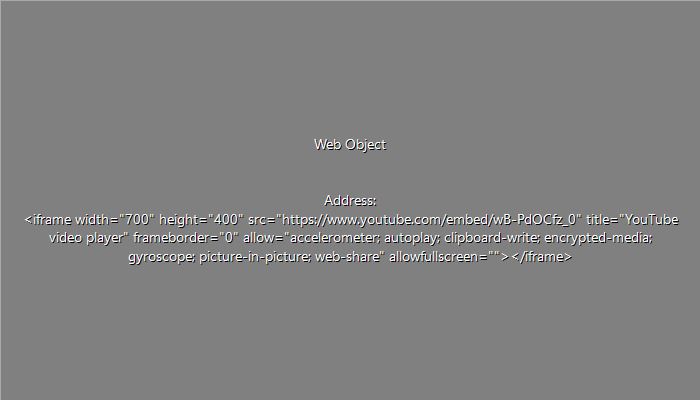 Web Object
Address:
<iframe width="700" height="400" src="https://www.youtube.com/embed/wB-PdOCfz_0" title="YouTube
video player" frameborder="0" allow="accelerometer; autoplay; clipboard-write; encrypted-media;
gyroscope; picture-in-picture; web-share" allowfullscreen=""></iframe>